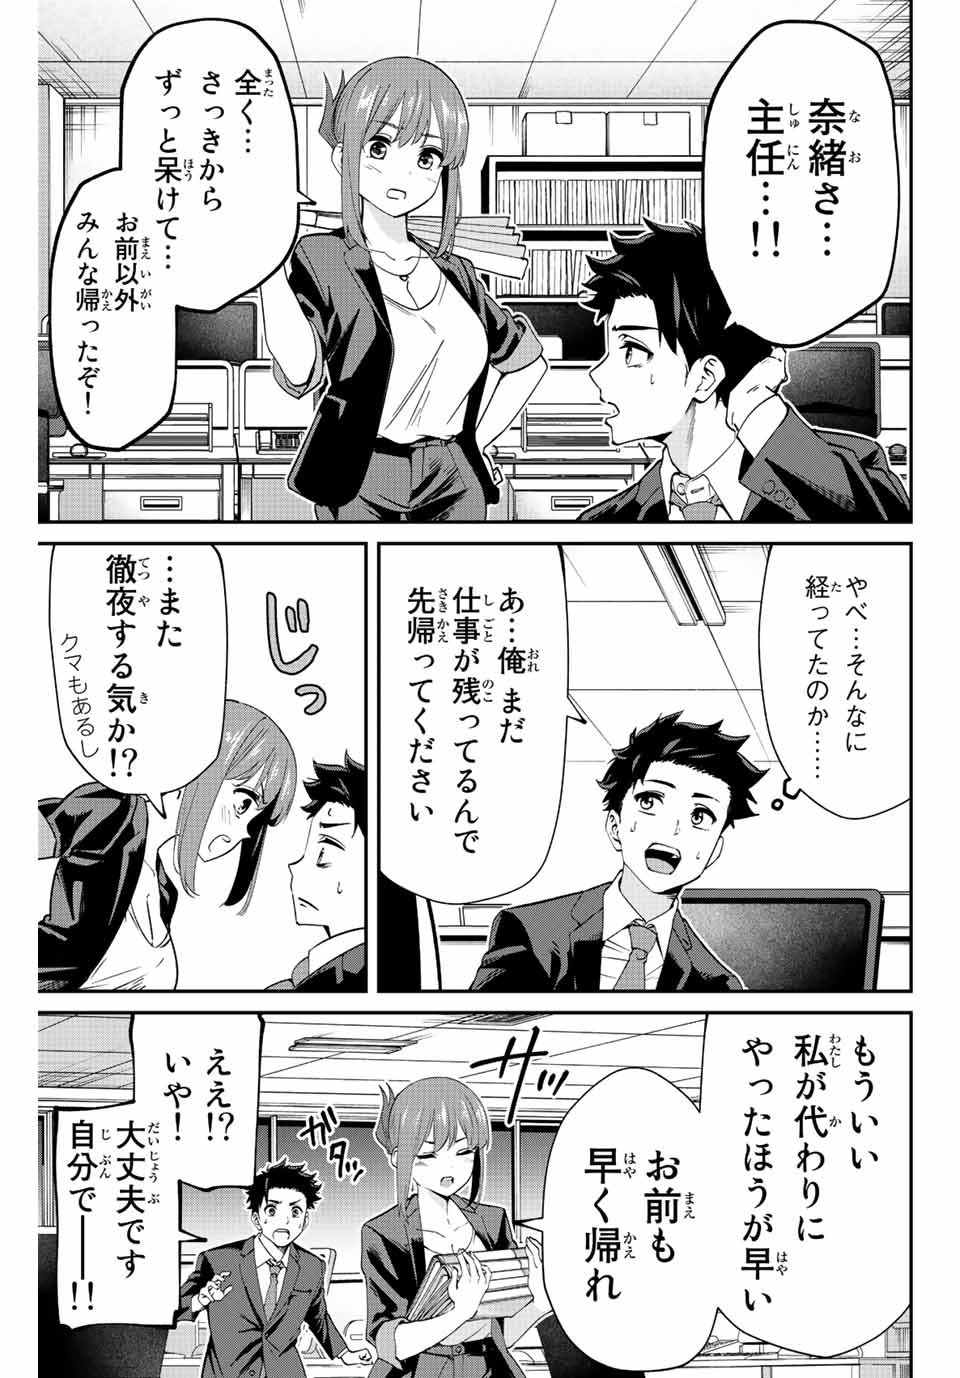 奈緒さ…
主任…!!
全く…
さっきから
ずっと呆けて…
お前以外
みんな帰ったぞ！
やべ…そんなに
経ってたのか……
あ…俺まだ
仕事が残ってるんで
先帰ってください
じっ
…また
徹夜する気か!?
クマもあるし
もういい
私が代わりに
やったほうが早い
お前も
早く帰れ
サッ
ガタッ
ええ!?
いや！
大丈夫です
自分で――!!